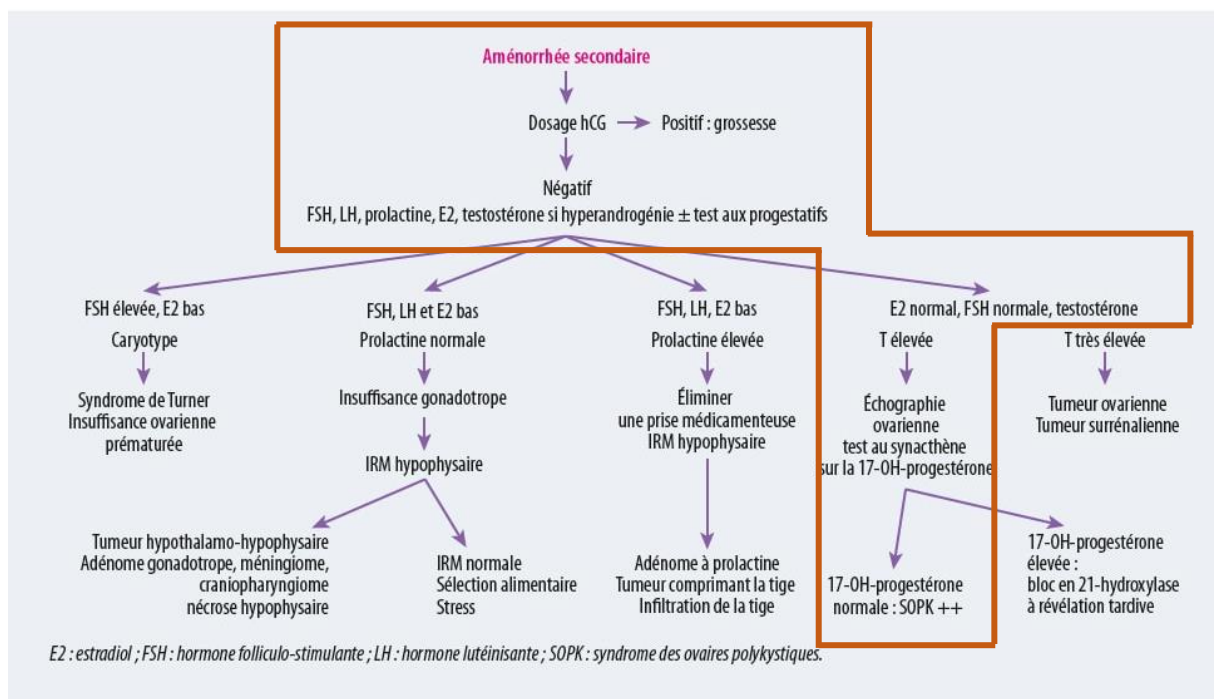 Aménorrhée secondaire
Dosage hCG
Positif : grossesse
Négatif
FSH, LH, prolactine, E2, testostérone si hyperandrogénie ± test aux progestatifs
FSH élevée, E2 bas
Caryotype
Syndrome de Turner
Insuffisance ovarienne
prématurée
FSH, LH et E2 bas
Prolactine normale
Insuffisance gonadotrope
IRM hypophysaire
Tumeur hypothalamo-hypophysaire
Adénome gonadotrope, méningiome,
craniopharyngiome
nécrose hypophysaire
IRM normale
Sélection alimentaire
Stress
FSH, LH, E2 bas
Prolactine élevée
Éliminer
une prise médicamenteuse
IRM hypophysaire
Adénome à prolactine
Tumeur comprimant la tige
Infiltration de la tige
E2 normal, FSH normale, testostérone
T élevée
Échographie
ovarienne
test au synacthène
sur la 17-OH-progestérone
17-OH-progestérone
normale : SOPK ++
17-OH-progestérone
élevée :
bloc en 21-hydroxylase
à révélation tardive
T très élevée
Tumeur ovarienne
Tumeur surrénalienne
E2 : estradiol ; FSH : hormone folliculo-stimulante ; LH : hormone lutéinisante ; SOPK : syndrome des ovaires polykystiques.